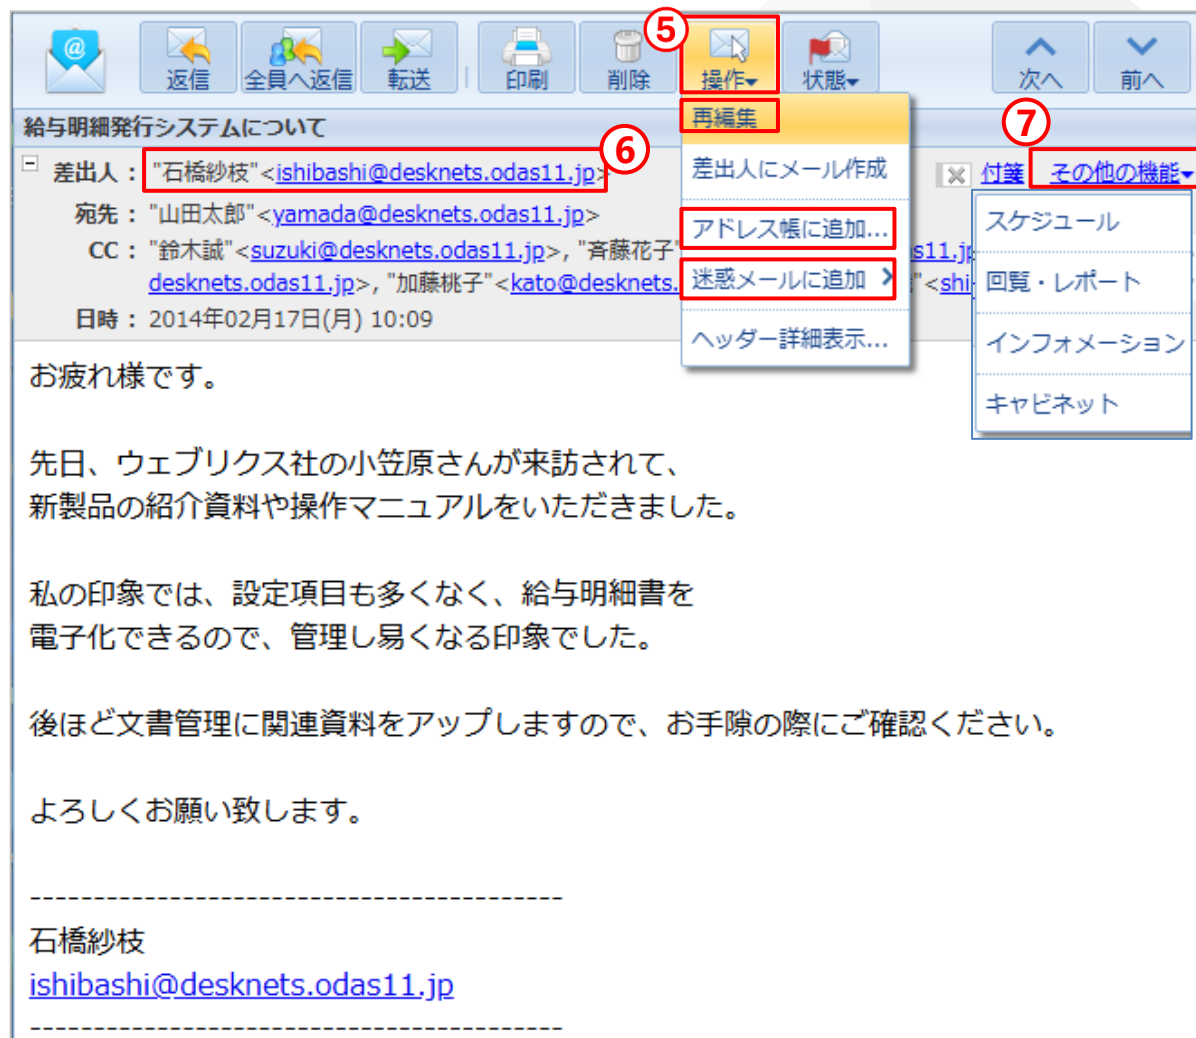 ⑤
返信 全員へ返信 転送 印刷 削除 操作▾ 状態▾ 次へ 前へ
給与明細発行システムについて
再編集
差出人にメール作成
アドレス帳に追加...
迷惑メールに追加
ヘッダー詳細表示...
⑥
⑦
付箋 その他の機能▾
スケジュール
回覧・レポート
インフォメーション
キャビネット
差出人： "石橋紗枝"<ishibashi@desknets.odas11.jp>
宛先： "山田太郎"<yamada@desknets.odas11.jp>
CC： "鈴木誠"<suzuki@desknets.odas11.jp>, "斉藤花子"
desknets.odas11.jp>, "加藤桃子"<kato@desknets.
日時： 2014年02月17日(月) 10:09
お疲れ様です。
先日、ウェブリクス社の小笠原さんが来訪されて、
新製品の紹介資料や操作マニュアルをいただきました。
私の印象では、設定項目も多くなく、給与明細書を
電子化できるので、管理し易くなる印象でした。
後ほど文書管理に関連資料をアップしますので、お手隙の際にご確認ください。
よろしくお願い致します。
------------------------------------------
石橋紗枝
ishibashi@desknets.odas11.jp
------------------------------------------